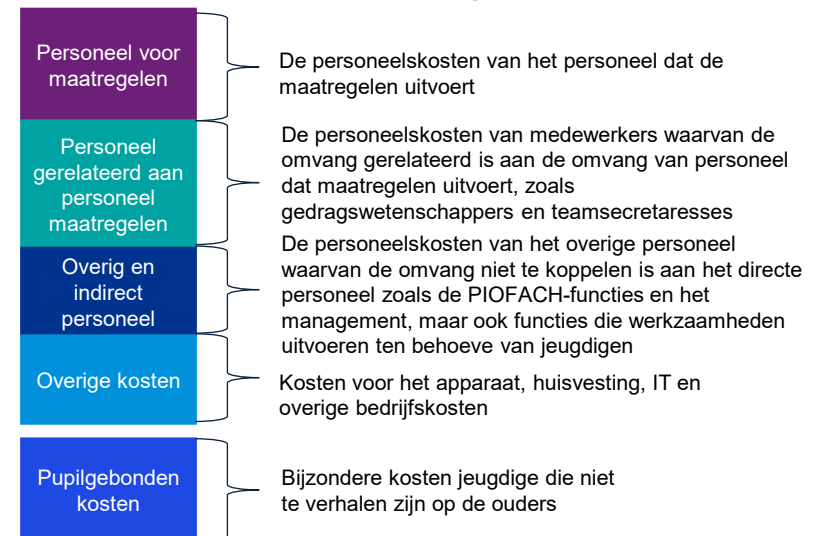 Personeel voor
maatregelen
De personeelskosten van het personeel dat de
maatregelen uitvoert
Personeel
gerelateerd aan
personeel
maatregelen
De personeelskosten van medewerkers waarvan de
omvang gerelateerd is aan de omvang van personeel
dat maatregelen uitvoert, zoals
gedragswetenschappers en teamsecretaresses
Overig en
indirect
personeel
De personeelskosten van het overige personeel
waarvan de omvang niet te koppelen is aan het directe
personeel zoals de PIOFACH-functies en het
management, maar ook functies die werkzaamheden
uitvoeren ten behoeve van jeugdigen
Overige kosten
Kosten voor het apparaat, huisvesting, IT en
overige bedrijfskosten
Pupilgebonden
kosten
Bijzondere kosten jeugdige die niet
te verhalen zijn op de ouders